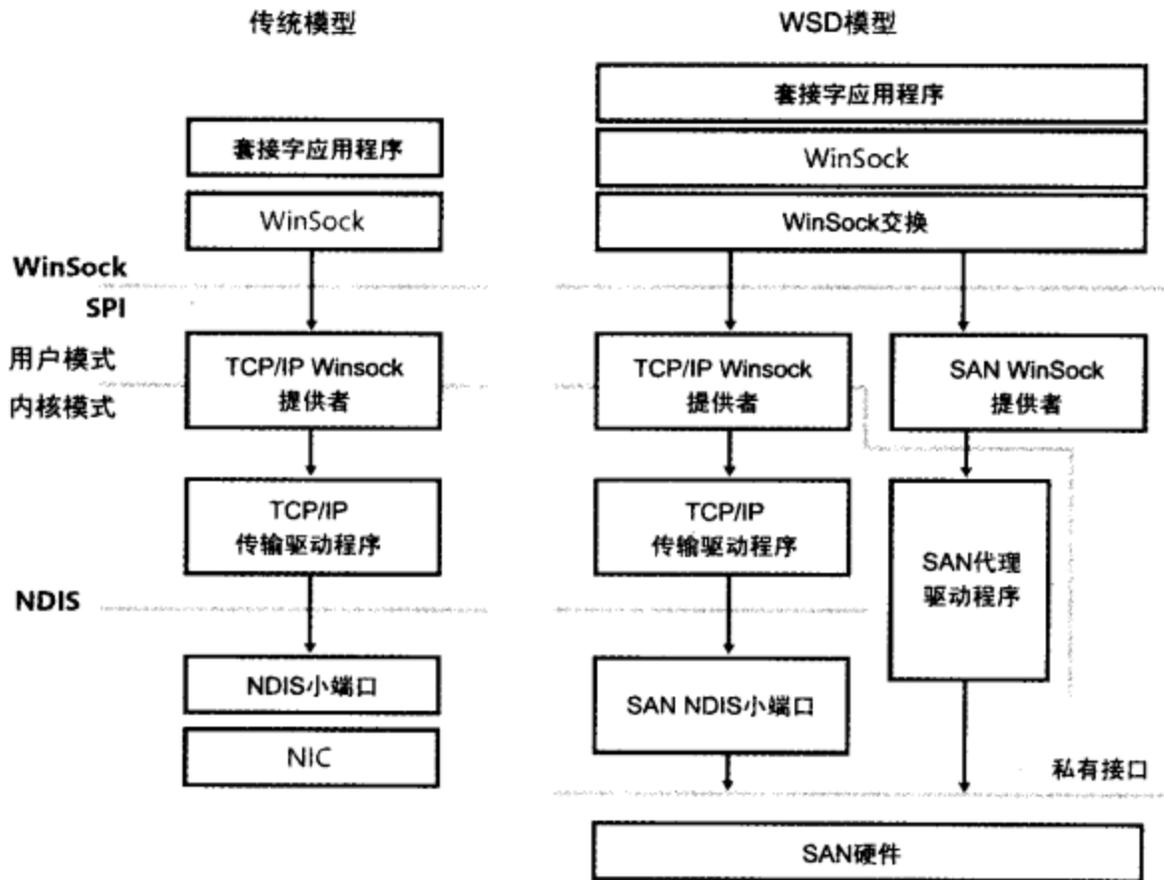 传统模型
WSD模型
套接字应用程序
WinSock
套接字应用程序
WinSock
WinSock交换
WinSock
SPI
用户模式
内核模式
TCP/IP Winsock
提供者
TCP/IP Winsock
提供者
SAN WinSock
提供者
TCP/IP
传输驱动程序
TCP/IP
传输驱动程序
SAN代理
驱动程序
NDIS
NDIS小端口
NIC
SAN NDIS小端口
私有接口
SAN硬件